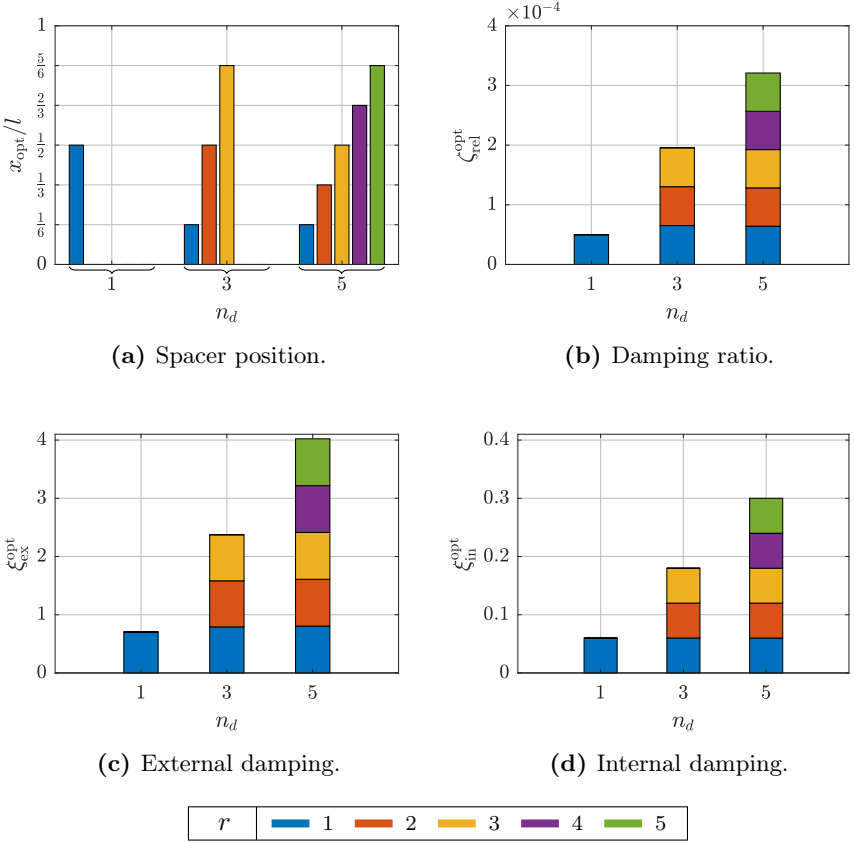 1
5/6
2/3
1/2
1/3
1/6
0
x_opt/l
1 3 5
n_d
(a) Spacer position.
×10⁻⁴
4
3
2
1
0
ζ_rel^opt
1 3 5
n_d
(b) Damping ratio.
4
3
2
1
0
ξ_ex^opt
1 3 5
n_d
(c) External damping.
0.4
0.3
0.2
0.1
0
ξ_in^opt
1 3 5
n_d
(d) Internal damping.
r 1 2 3 4 5